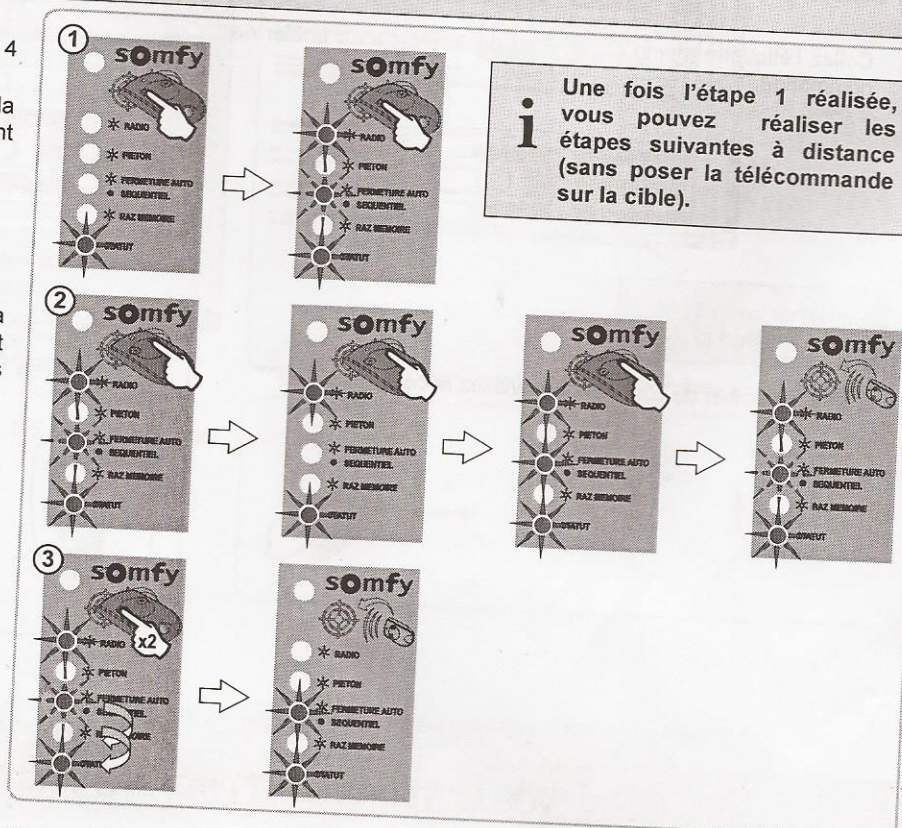 4
la
nt
a
t
s
1
somfy
RADIO
PIETON
FERMETURE AUTO
SEQUENTIEL
RAZ MEMOIRE
STATUT
somfy
RADIO
PIETON
FERMETURE AUTO
SEQUENTIEL
RAZ MEMOIRE
STATUT
i
Une fois l'étape 1 réalisée,
vous pouvez réaliser les
étapes suivantes à distance
(sans poser la télécommande
sur la cible).
2
somfy
RADIO
PIETON
FERMETURE AUTO
SEQUENTIEL
RAZ MEMOIRE
STATUT
somfy
RADIO
PIETON
FERMETURE AUTO
SEQUENTIEL
RAZ MEMOIRE
STATUT
somfy
RADIO
PIETON
FERMETURE AUTO
SEQUENTIEL
RAZ MEMOIRE
STATUT
somfy
RADIO
PIETON
FERMETURE AUTO
SEQUENTIEL
RAZ MEMOIRE
STATUT
3
somfy
x2
RADIO
PIETON
FERMETURE AUTO
somfy
RADIO
PIETON
FERMETURE AUTO
SEQUENTIEL
RAZ MEMOIRE
STATUT